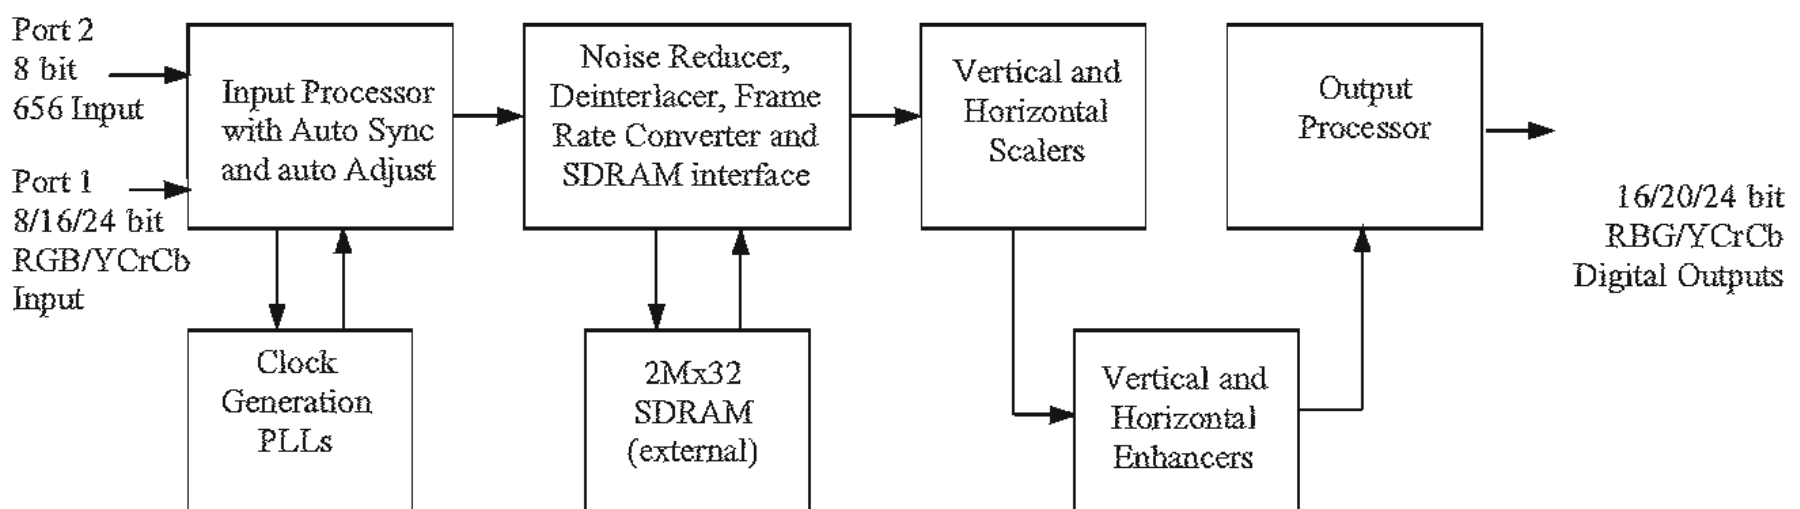 Port 2
8 bit
656 Input
Port 1
8/16/24 bit
RGB/YCrCb
Input
Input Processor
with Auto Sync
and auto Adjust
Noise Reducer,
Deinterlacer, Frame
Rate Converter and
SDRAM interface
Vertical and
Horizontal
Scalers
Output
Processor
16/20/24 bit
RBG/YCrCb
Digital Outputs
Clock
Generation
PLLs
2Mx32
SDRAM
(external)
Vertical and
Horizontal
Enhancers